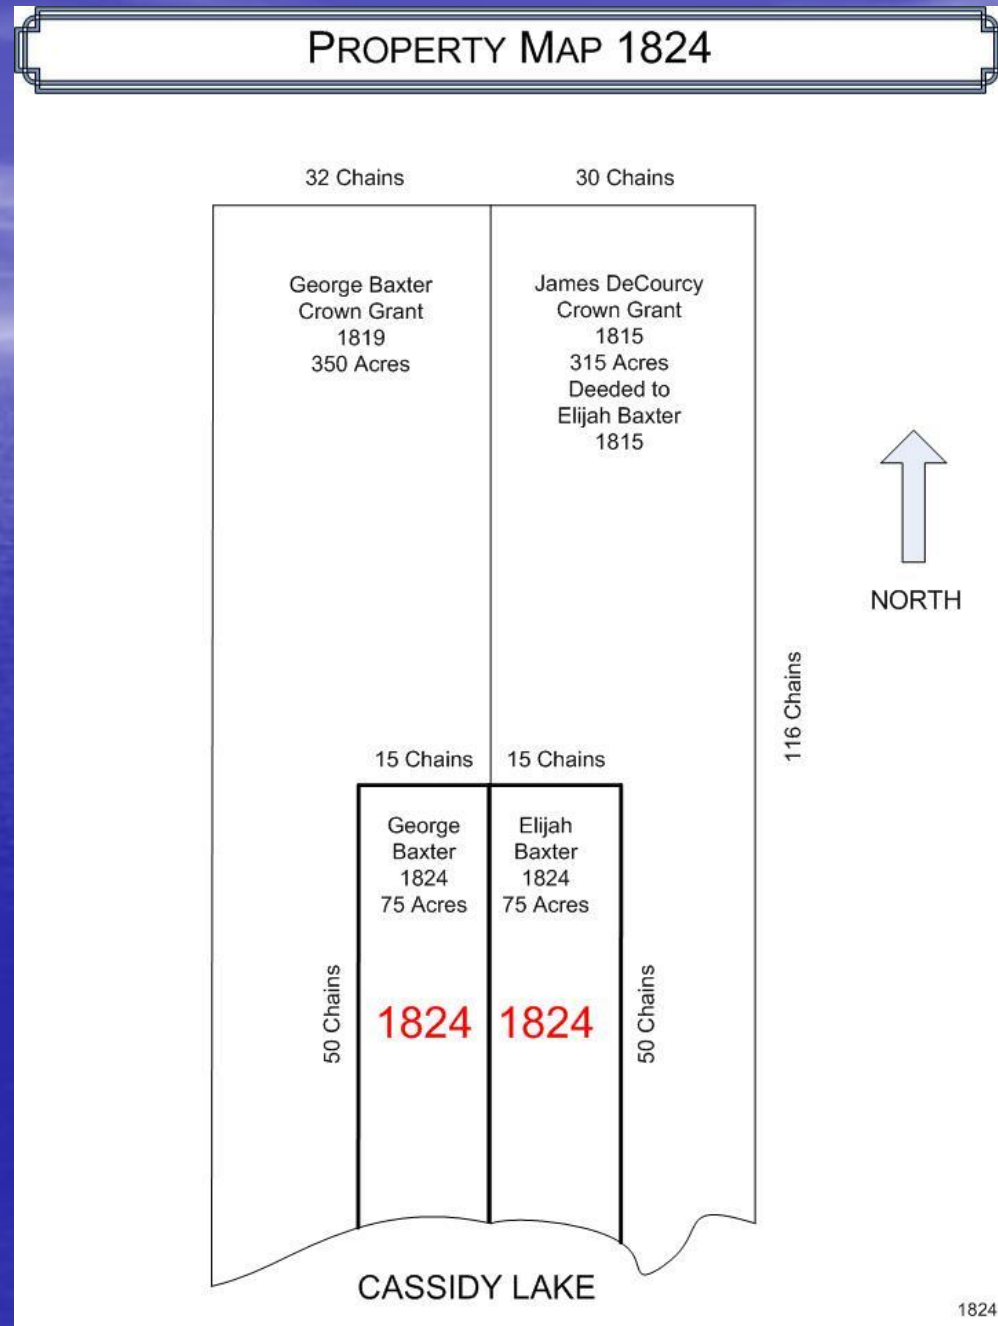 PROPERTY MAP 1824
32 Chains
30 Chains
George Baxter
Crown Grant
1819
350 Acres
James DeCourcy
Crown Grant
1815
315 Acres
Deeded to
Elijah Baxter
1815
NORTH
116 Chains
15 Chains
15 Chains
George
Baxter
1824
75 Acres
Elijah
Baxter
1824
75 Acres
50 Chains
1824
1824
50 Chains
CASSIDY LAKE
1824